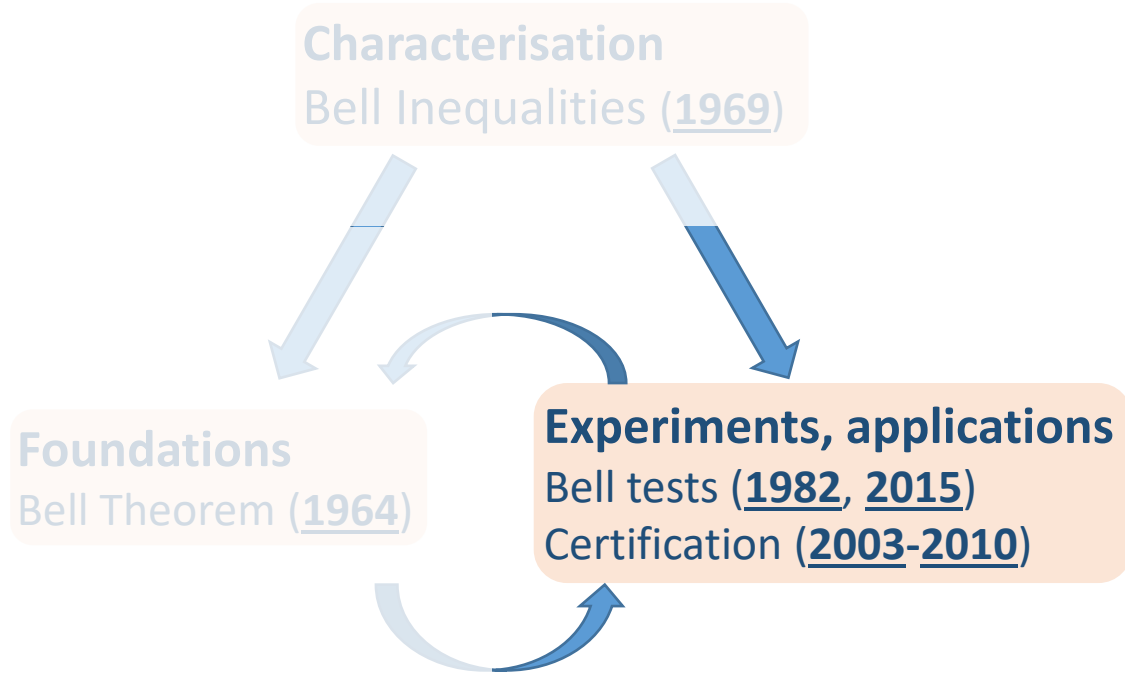 Characterisation
Bell Inequalities (1969)
Foundations
Bell Theorem (1964)
Experiments, applications
Bell tests (1982, 2015)
Certification (2003-2010)